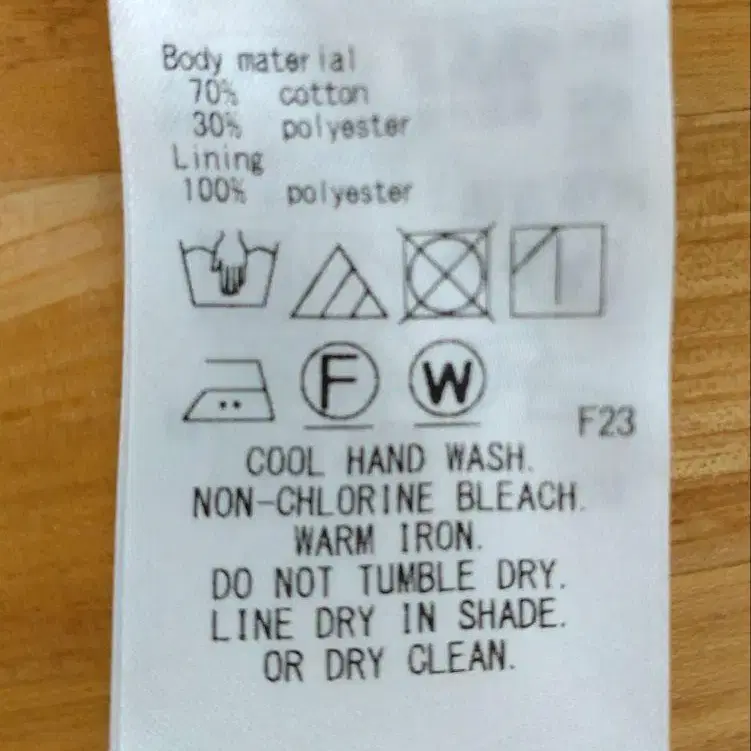 Body material
70% cotton
30% polyester
Lining
100% polyester
F W
F23
COOL HAND WASH.
NON-CHLORINE BLEACH.
WARM IRON.
DO NOT TUMBLE DRY.
LINE DRY IN SHADE.
OR DRY CLEAN.